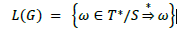 L(G) = {ω ∈ T*/S ⇒* ω}